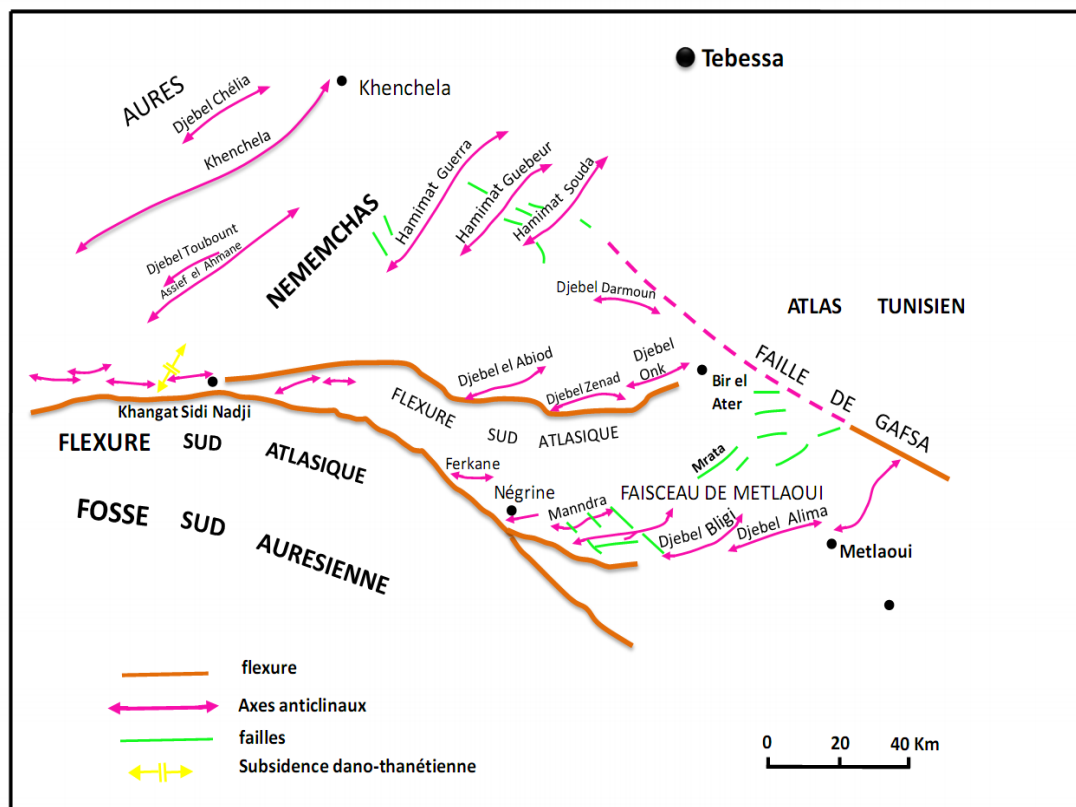 Tebessa
Khenchela
AURES
Djebel Chélia
Khenchela
Hamimat Guerra
Hamimat Guebeur
Hamimat Souda
NEMEMCHAS
Djebel Toubount
Assief el Ahmane
Djebel Darmoun
ATLAS TUNISIEN
FAILLE DE GAFSA
Djebel el Abiod
Djebel Zenad
Djebel
Onk
Bir el
Ater
Khangat Sidi Nadji
FLEXURE SUD ATLASIQUE
FLEXURE SUD ATLASIQUE
Mrata
Ferkane
Négrine
Manndra
FAISCEAU DE METLAOUI
Djebel Bligi
Djebel Alima
Metlaoui
FOSSE SUD AURESIENNE
flexure
Axes anticlinaux
failles
Subsidence dano-thanétienne
0 20 40 Km